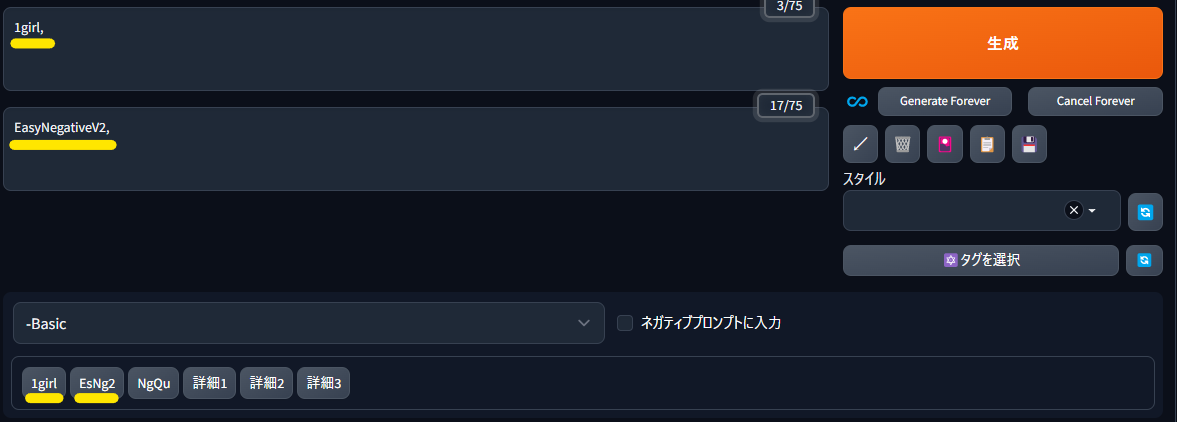 3/75
1girl,
17/75
EasyNegativeV2,
生成
Generate Forever
Cancel Forever
スタイル
タグを選択
-Basic
ネガティブプロンプトに入力
1girl EsNg2 NgQu 詳細1 詳細2 詳細3